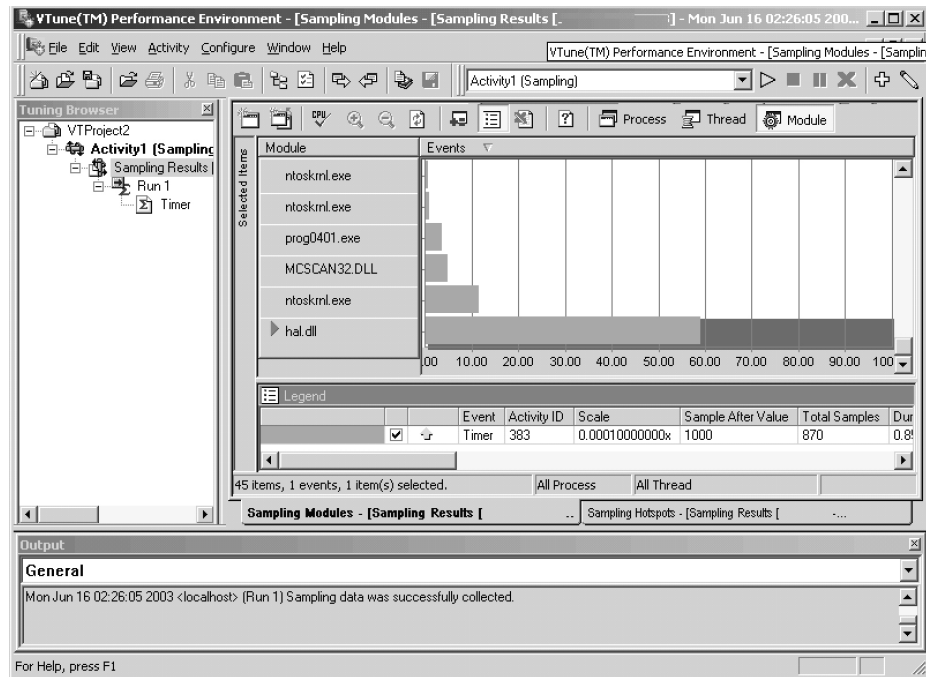 VTune(TM) Performance Environment - [Sampling Modules - [Sampling Results [. ] - Mon Jun 16 02:26:05 200...
File Edit View Activity Configure Window Help
VTune(TM) Performance Environment - [Sampling Modules - [Samplin
Activity1 (Sampling)
Tuning Browser
VTProject2
Activity1 (Sampling
Sampling Results [
Run 1
Timer
CPU
Process Thread Module
Selected Items
Module Events
ntoskrnl.exe
ntoskrnl.exe
prog0401.exe
MCSCAN32.DLL
ntoskrnl.exe
hal.dll
.00 10.00 20.00 30.00 40.00 50.00 60.00 70.00 80.00 90.00 100
Legend
Event Activity ID Scale Sample After Value Total Samples Dur
Timer 383 0.00010000000x 1000 870 0.8
45 items, 1 events, 1 item(s) selected. All Process All Thread
Sampling Modules - [Sampling Results [ .. Sampling Hotspots - [Sampling Results [ -...
Output
General
Mon Jun 16 02:26:05 2003 <localhost> (Run 1) Sampling data was successfully collected.
For Help, press F1